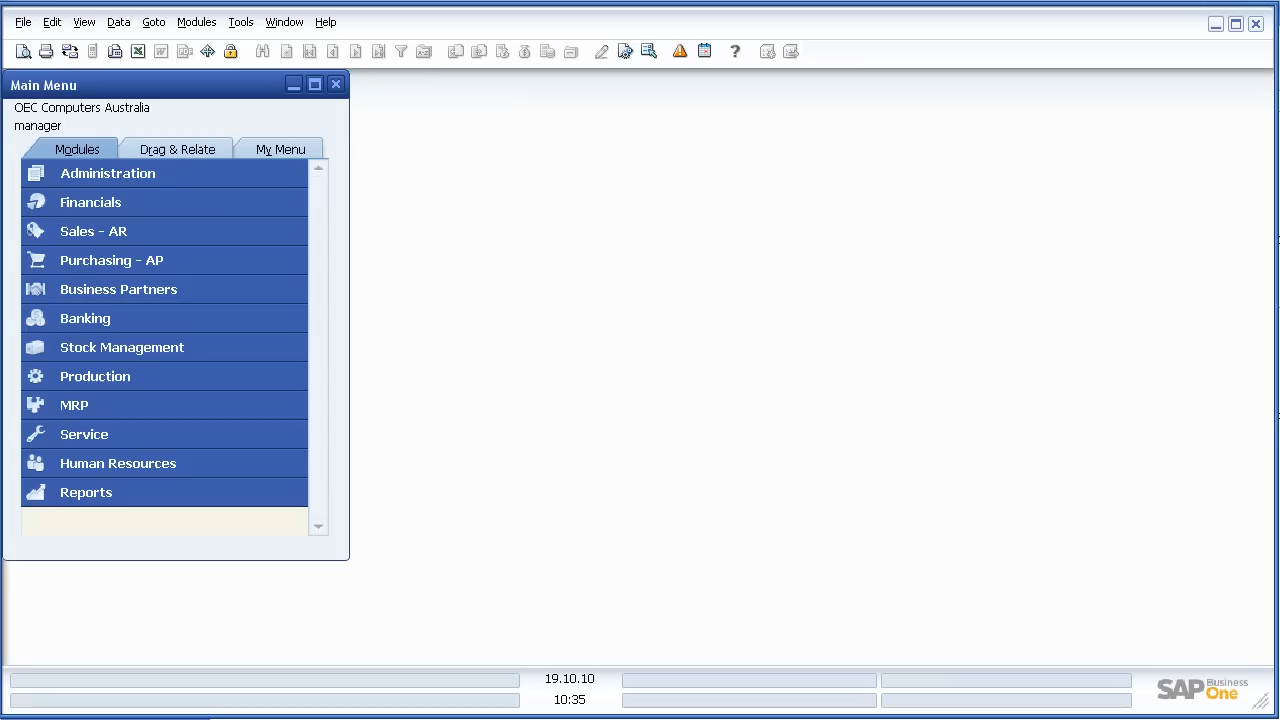 File Edit View Data Goto Modules Tools Window Help
Main Menu
OEC Computers Australia
manager
Modules Drag & Relate My Menu
Administration
Financials
Sales - AR
Purchasing - AP
Business Partners
Banking
Stock Management
Production
MRP
Service
Human Resources
Reports
19.10.10
10:35
SAP Business One